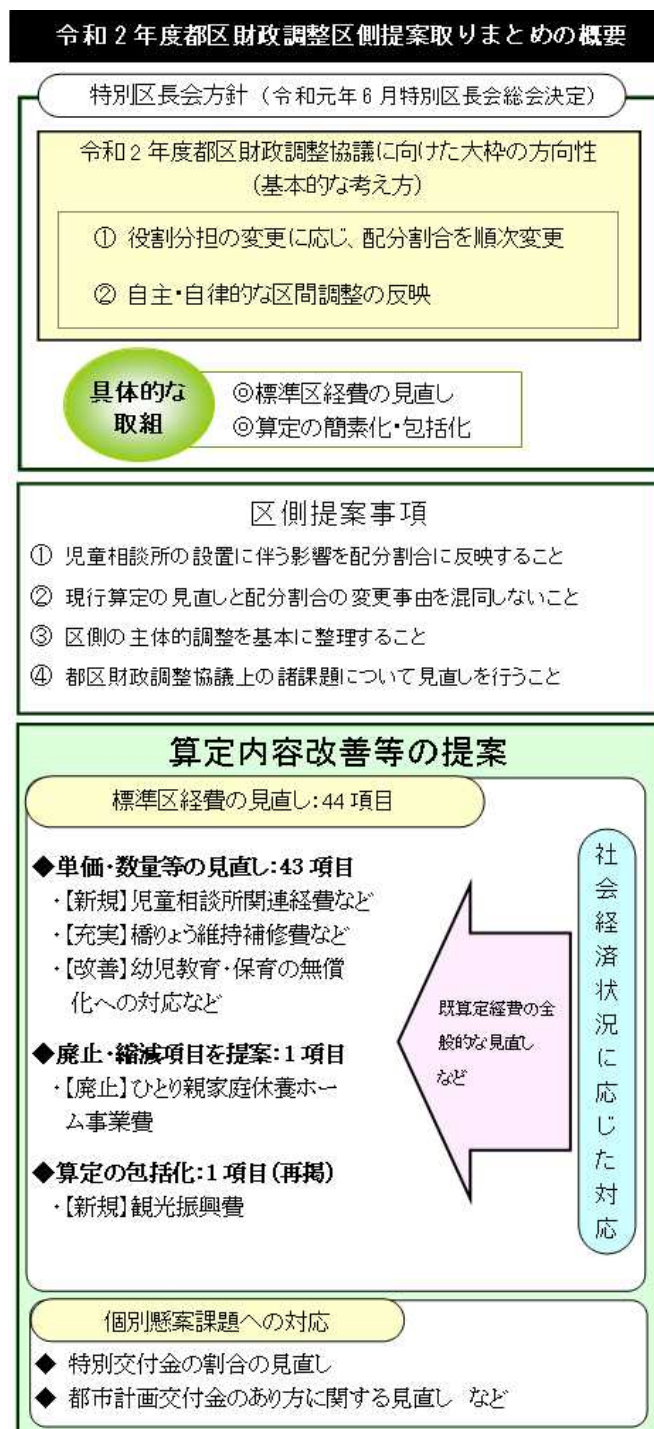 令和２年度都区財政調整区側提案取りまとめの概要
特別区長会方針（令和元年６月特別区長会総会決定）
令和２年度都区財政調整協議に向けた大枠の方向性
（基本的な考え方）
① 役割分担の変更に応じ、配分割合を順次変更
② 自主・自律的な区間調整の反映
具体的な
取組
◎標準区経費の見直し
◎算定の簡素化・包括化
区側提案事項
① 児童相談所の設置に伴う影響を配分割合に反映すること
② 現行算定の見直しと配分割合の変更事由を混同しないこと
③ 区側の主体的調整を基本に整理すること
④ 都区財政調整協議上の諸課題について見直しを行うこと
算定内容改善等の提案
標準区経費の見直し：44項目
◆単価・数量等の見直し：43項目
・【新規】児童相談所関連経費など
・【充実】橋りょう維持補修費など
・【改善】幼児教育・保育の無償
化への対応など
◆廃止・縮減項目を提案：1項目
・【廃止】ひとり親家庭休養ホー
ム事業費
◆算定の包括化：1項目（再掲）
・【新規】観光振興費
既算定経費の全
般的な見直し
など
社会経済状況に応じた対応
個別懸案課題への対応
◆ 特別交付金の割合の見直し
◆ 都市計画交付金のあり方に関する見直し など